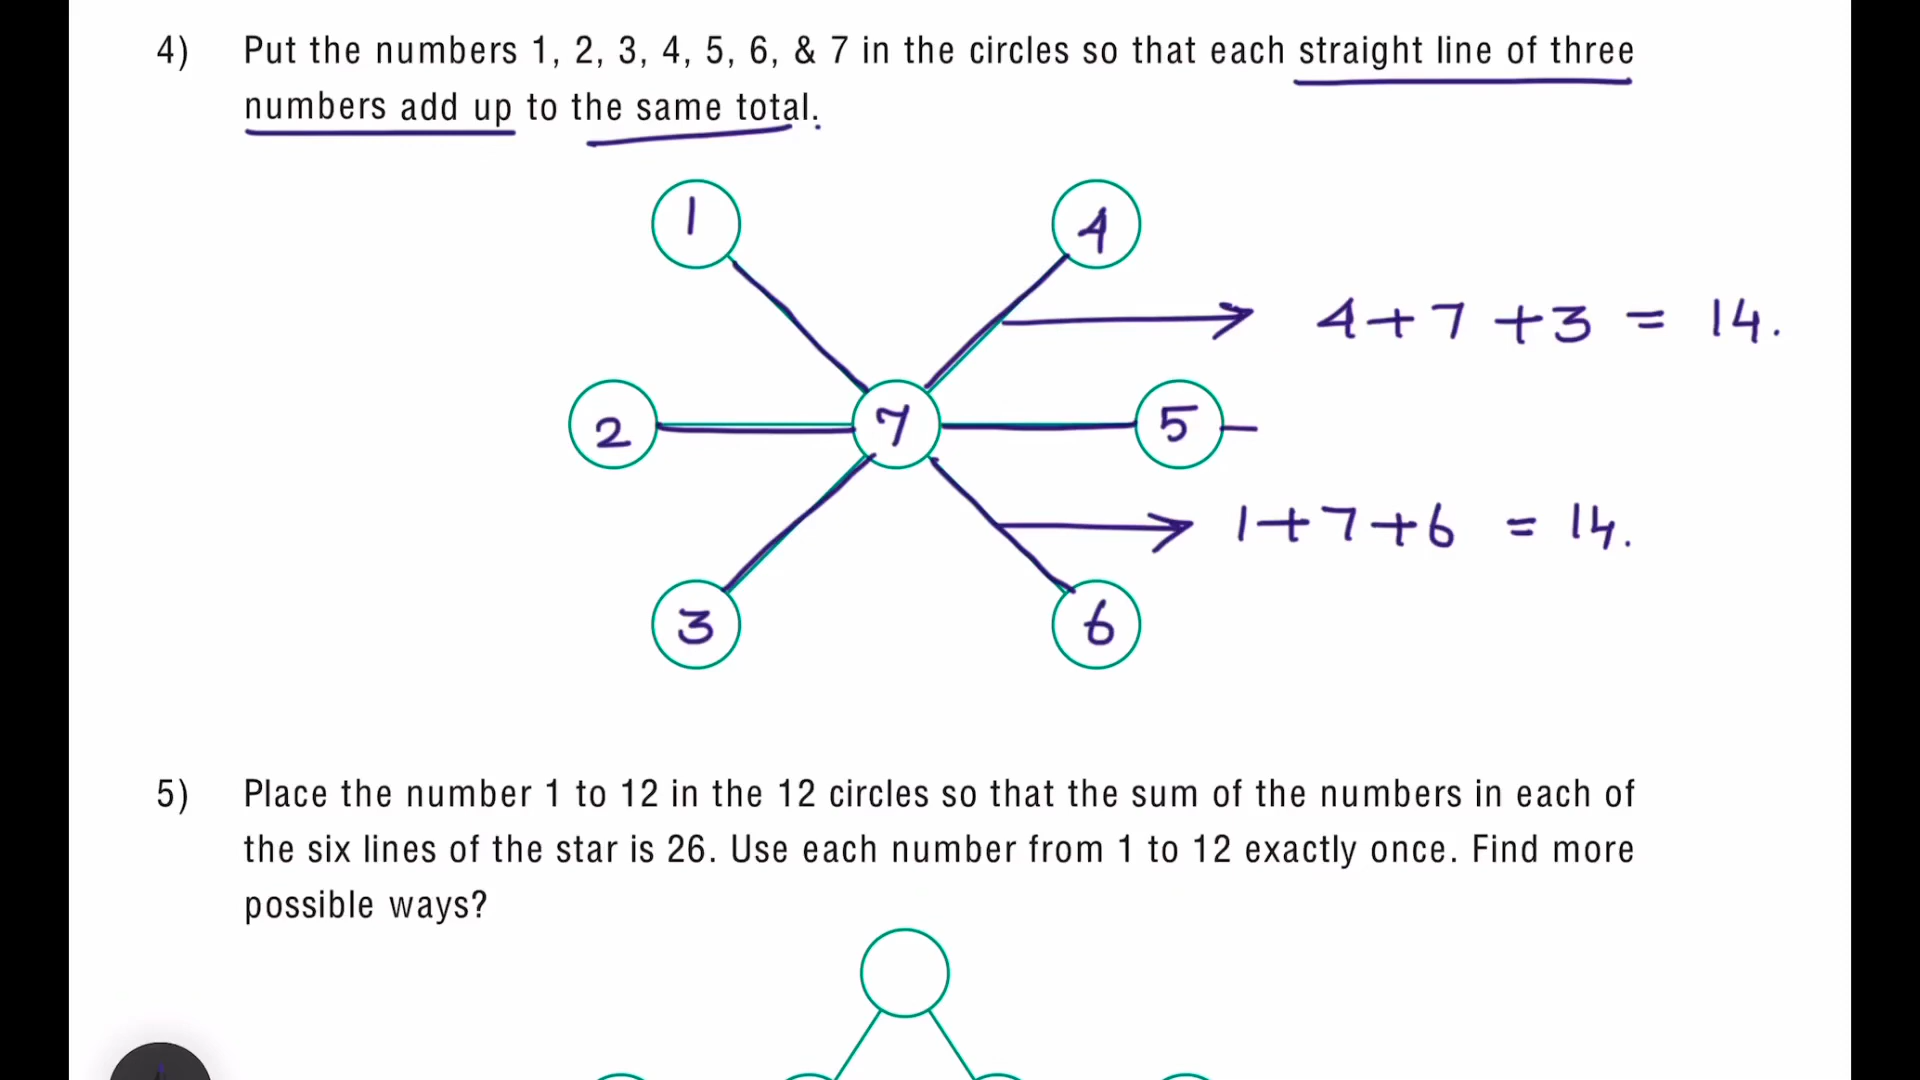 4) Put the numbers 1, 2, 3, 4, 5, 6, & 7 in the circles so that each straight line of three
numbers add up to the same total.
1 4
4+7+3 = 14.
2 7 5
1+7+6 = 14.
3 6
5) Place the number 1 to 12 in the 12 circles so that the sum of the numbers in each of
the six lines of the star is 26. Use each number from 1 to 12 exactly once. Find more
possible ways?